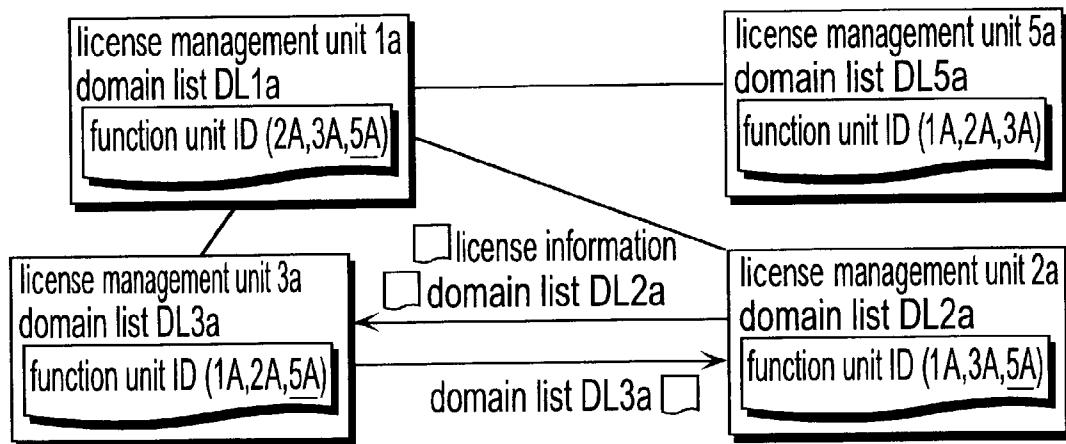 license management unit 1a
domain list DL1a
function unit ID (2A,3A,5A)
license management unit 5a
domain list DL5a
function unit ID (1A,2A,3A)
license information
domain list DL2a
license management unit 3a
domain list DL3a
function unit ID (1A,2A,5A)
license management unit 2a
domain list DL2a
function unit ID (1A,3A,5A)
domain list DL3a